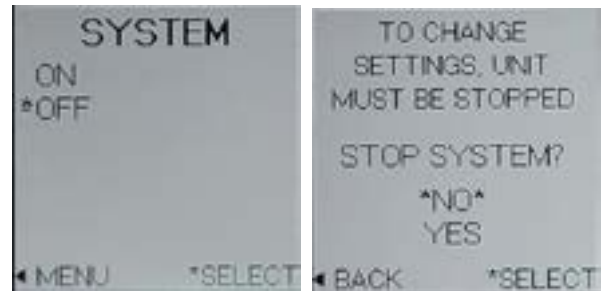 SYSTEM
ON
*OFF
◄ MENU *SELECT
TO CHANGE
SETTINGS, UNIT
MUST BE STOPPED
STOP SYSTEM?
*NO*
YES
◄ BACK *SELECT